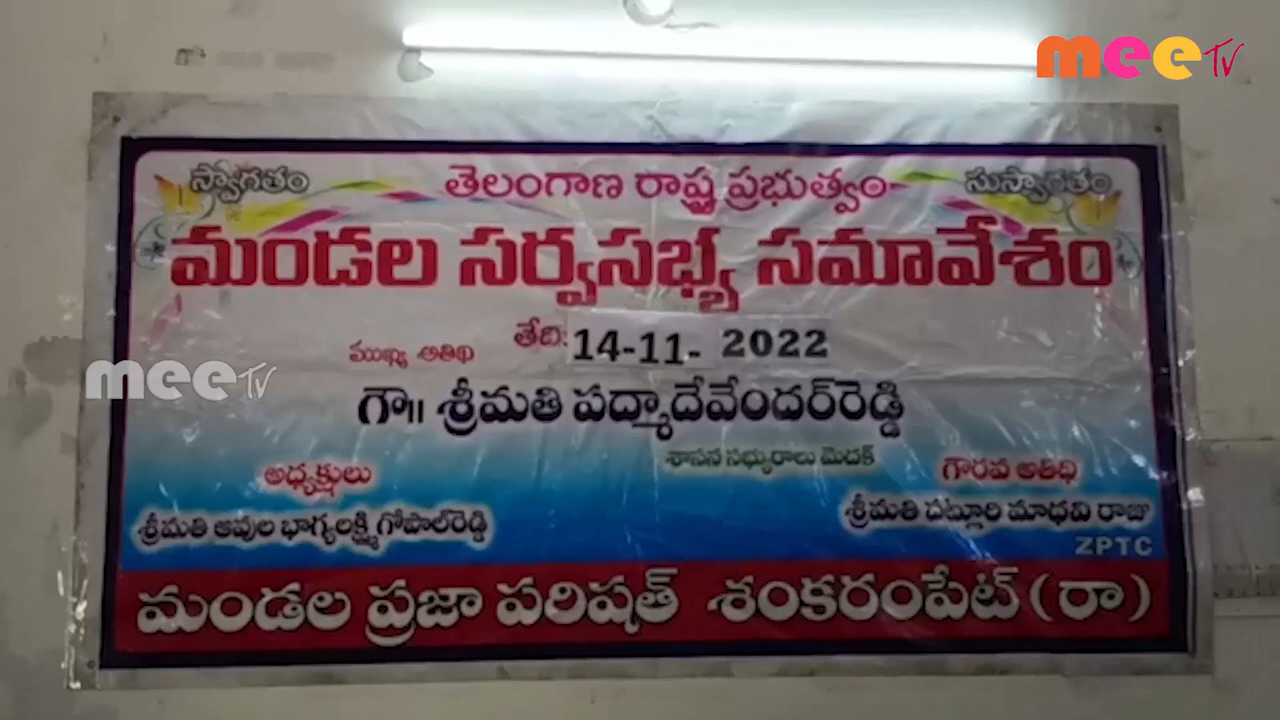 meeTV
స్వాగతం తెలంగాణ రాష్ట్ర ప్రభుత్వం సుస్వాగతం
మండల సర్వసభ్య సమావేశం
తేది: 14-11- 2022
ముఖ్య అతిథి
గౌ|| శ్రీమతి పద్మాదేవేందర్‌రెడ్డి
శాసన సభ్యురాలు మెదక్
అధ్యక్షులు గౌరవ అతిథి
శ్రీమతి ఆవుల భాగ్యలక్ష్మిగోపాల్‌రెడ్డి శ్రీమతి పట్లూరి మాధవి రాజు
ZPTC
మండల ప్రజా పరిషత్ శంకరంపేట్ (రా)
meeTV